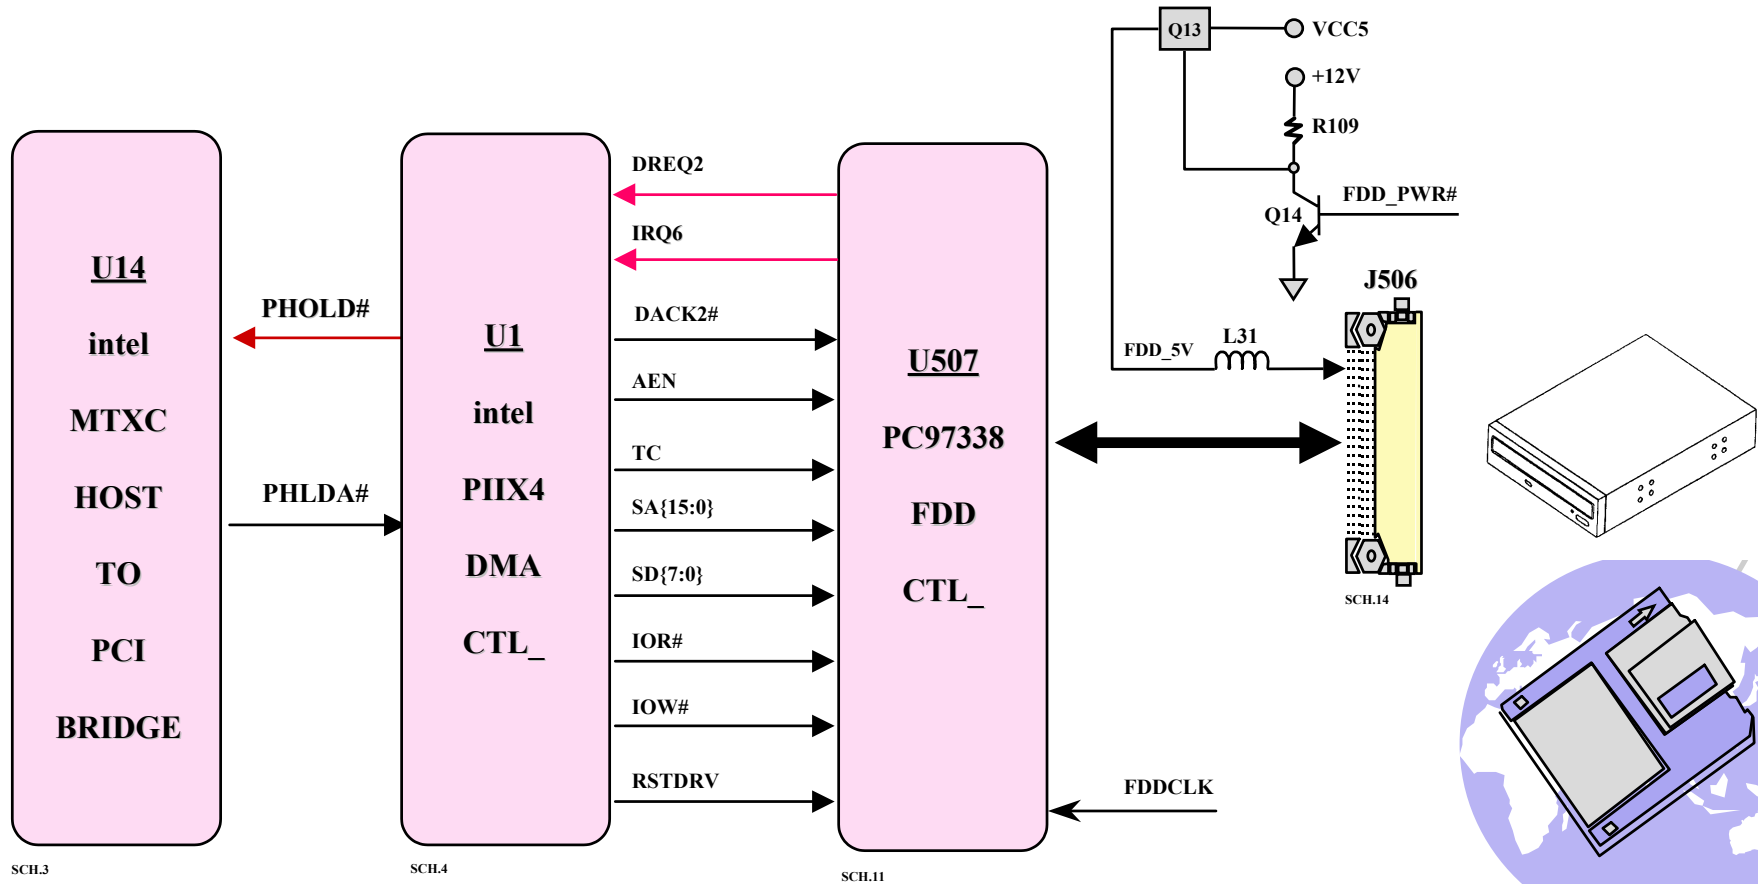 U14
intel
MTXC
HOST
TO
PCI
BRIDGE
SCH.3
PHOLD#
PHLDA#
U1
intel
PIIX4
DMA
CTL_
SCH.4
DREQ2
IRQ6
DACK2#
AEN
TC
SA{15:0}
SD{7:0}
IOR#
IOW#
RSTDRV
U507
PC97338
FDD
CTL_
SCH.11
Q13
VCC5
+12V
R109
Q14
FDD_PWR#
J506
FDD_5V
L31
SCH.14
FDDCLK